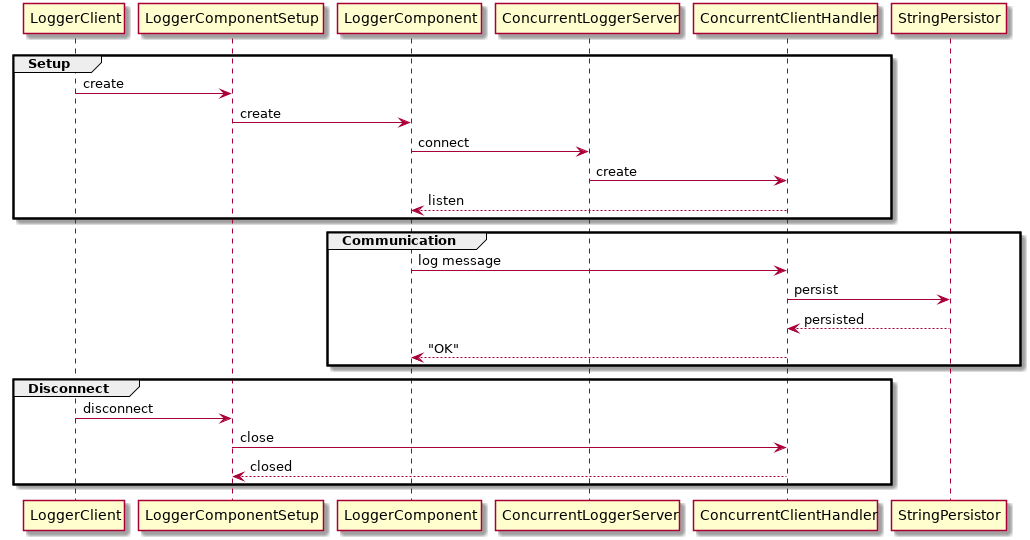 LoggerClient LoggerComponentSetup LoggerComponent ConcurrentLoggerServer ConcurrentClientHandler StringPersistor
Setup
create
create
connect
create
listen
Communication
log message
persist
persisted
"OK"
Disconnect
disconnect
close
closed
LoggerClient LoggerComponentSetup LoggerComponent ConcurrentLoggerServer ConcurrentClientHandler StringPersistor